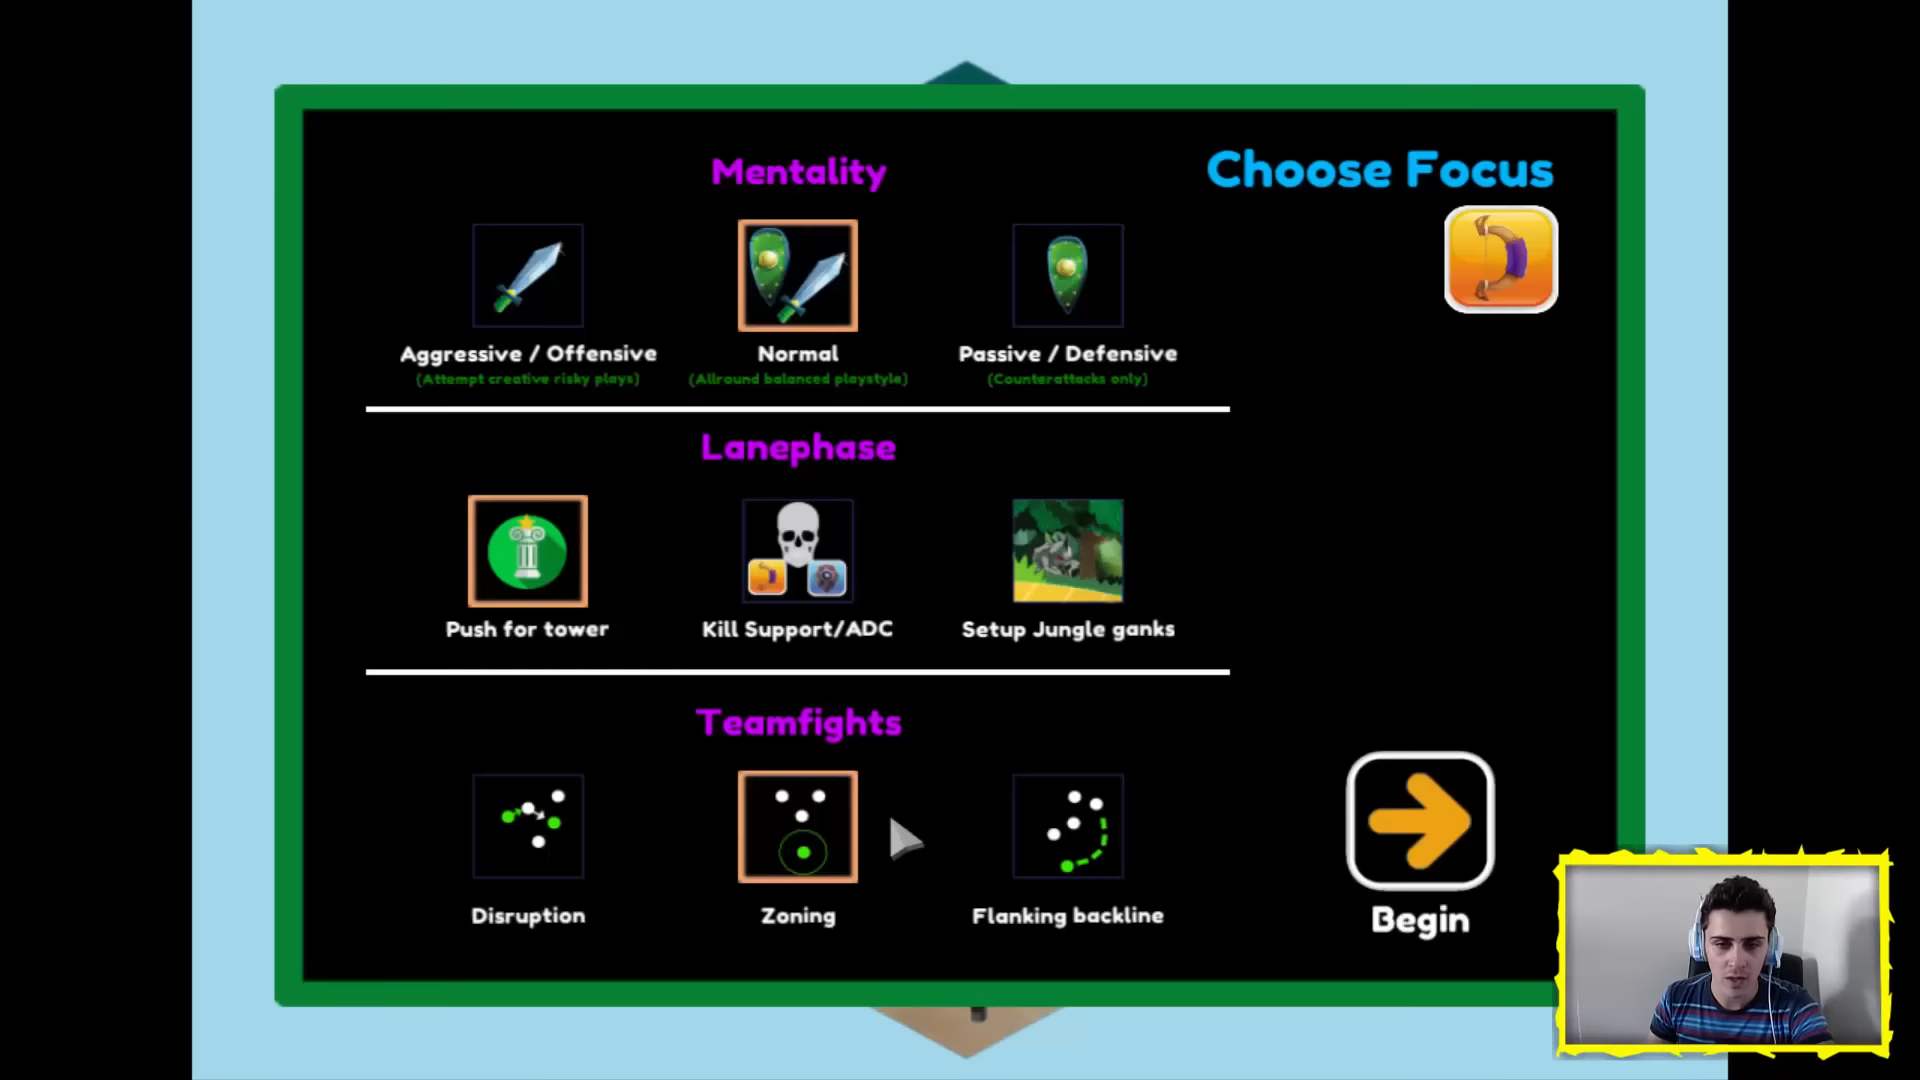 Mentality
Choose Focus
Aggressive / Offensive
(Attempt creative risky plays)
Normal
(Allround balanced playstyle)
Passive / Defensive
(Counterattacks only)
Lanephase
Push for tower
Kill Support/ADC
Setup Jungle ganks
Teamfights
Disruption
Zoning
Flanking backline
Begin